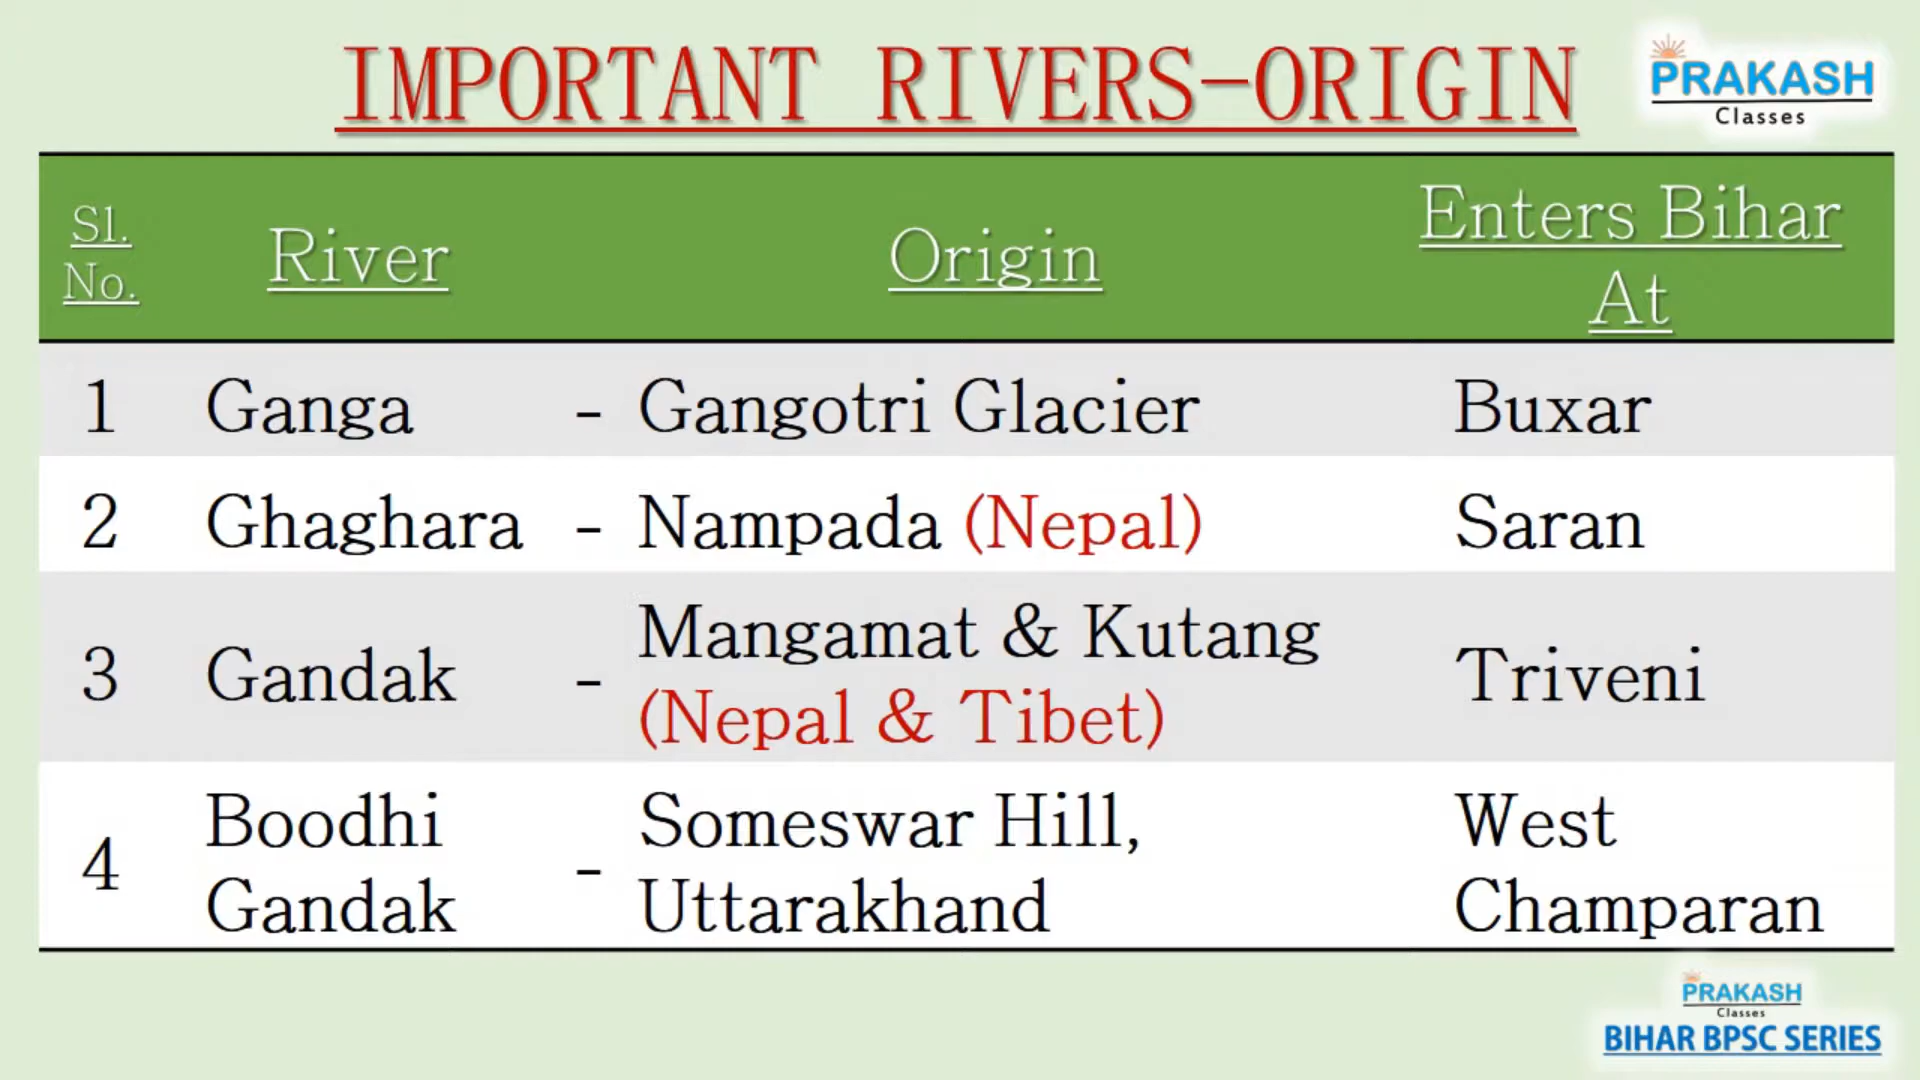 IMPORTANT RIVERS-ORIGIN
PRAKASH
Classes
Sl. No. River Origin Enters Bihar At
1 Ganga - Gangotri Glacier Buxar
2 Ghaghara - Nampada (Nepal) Saran
3 Gandak - Mangamat & Kutang (Nepal & Tibet) Triveni
4 Boodhi Gandak - Someswar Hill, Uttarakhand West Champaran
PRAKASH
Classes
BIHAR BPSC SERIES